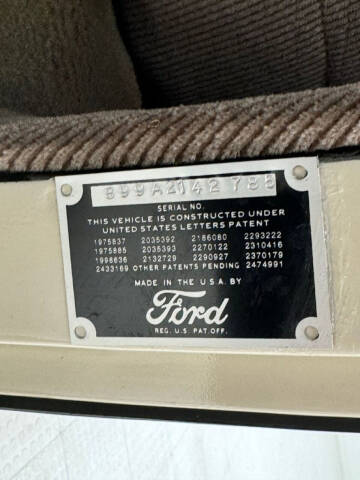 899A2142785
SERIAL NO.
THIS VEHICLE IS CONSTRUCTED UNDER
UNITED STATES LETTERS PATENT
1975837 2035392 2186080 2293222
1975885 2035393 2270122 2310416
1998636 2132729 2290927 2370179
2433169 OTHER PATENTS PENDING 2474991
MADE IN THE U.S.A. BY
Ford
REG. U.S. PAT. OFF.